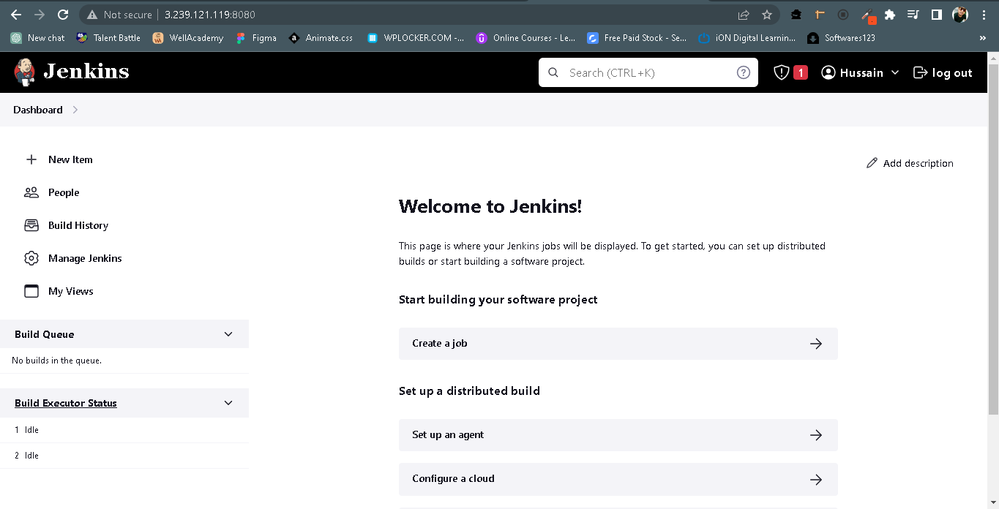 Not secure | 3.239.121.119:8080
New chat
Talent Battle
WellAcademy
Figma
Animate.css
WPLOCKER.COM -...
Online Courses - Le...
Free Paid Stock - Se...
iON Digital Learnin...
Softwares123
»
Jenkins
Search (CTRL+K)
1
Hussain
log out
Dashboard
New Item
People
Build History
Manage Jenkins
My Views
Build Queue
No builds in the queue.
Build Executor Status
1 Idle
2 Idle
Add description
Welcome to Jenkins!
This page is where your Jenkins jobs will be displayed. To get started, you can set up distributed
builds or start building a software project.
Start building your software project
Create a job
Set up a distributed build
Set up an agent
Configure a cloud